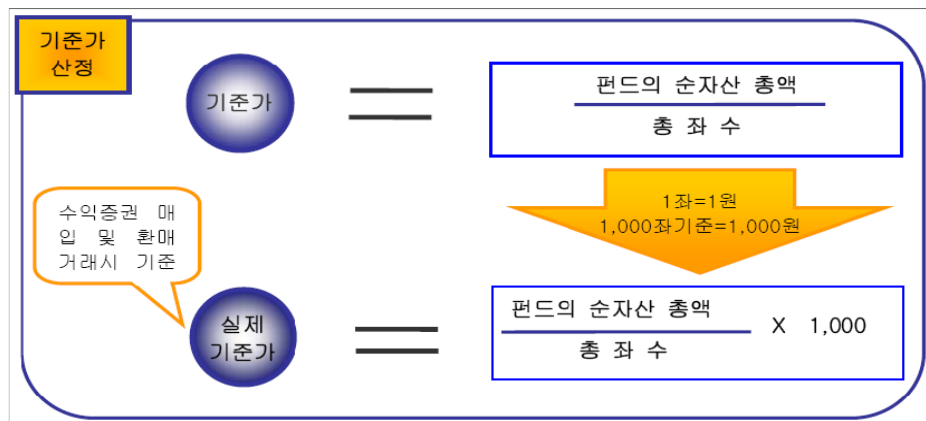 기준가
산정
기준가
펀드의 순자산 총액
총 좌 수
1좌=1원
1,000좌기준=1,000원
수익증권 매
입 및 환매
거래시 기준
실제
기준가
펀드의 순자산 총액
총 좌 수
X 1,000